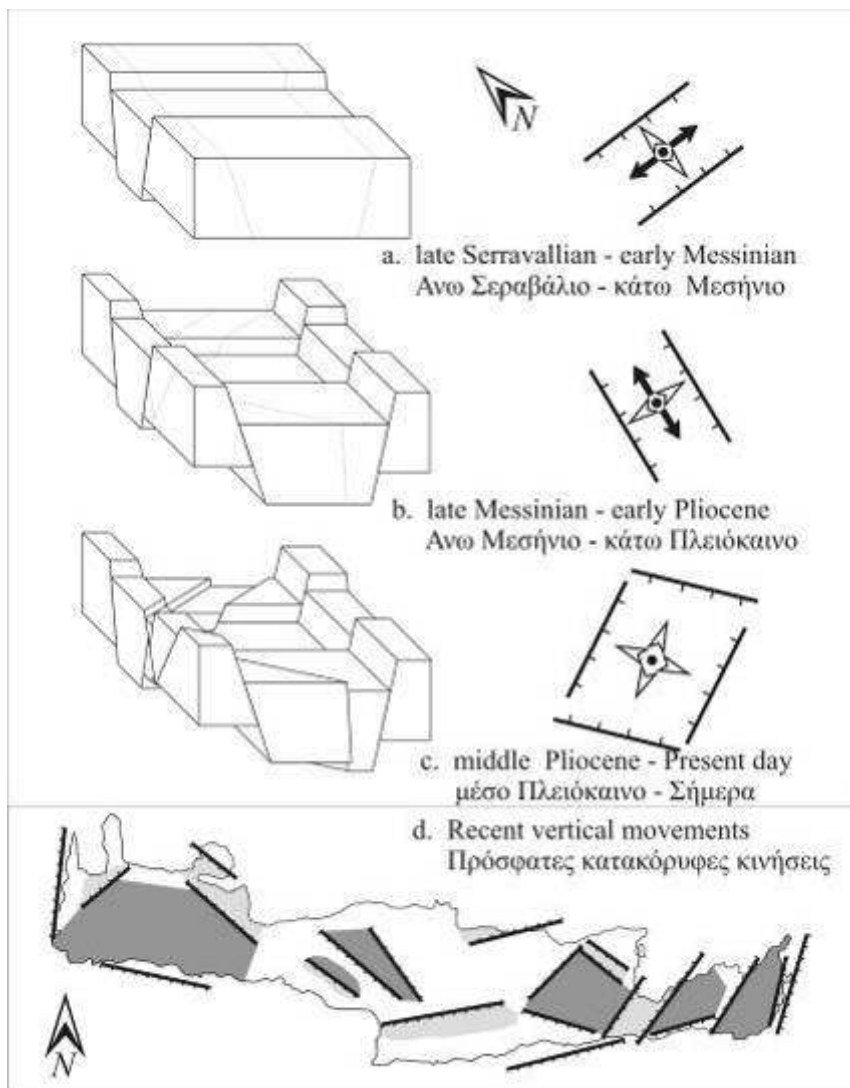 N
a. late Serravallian - early Messinian
Ανω Σεραβάλιο - κάτω Μεσήνιο
b. late Messinian - early Pliocene
Ανω Μεσήνιο - κάτω Πλειόκαινο
c. middle Pliocene - Present day
μέσο Πλειόκαινο - Σήμερα
d. Recent vertical movements
Πρόσφατες κατακόρυφες κινήσεις
N